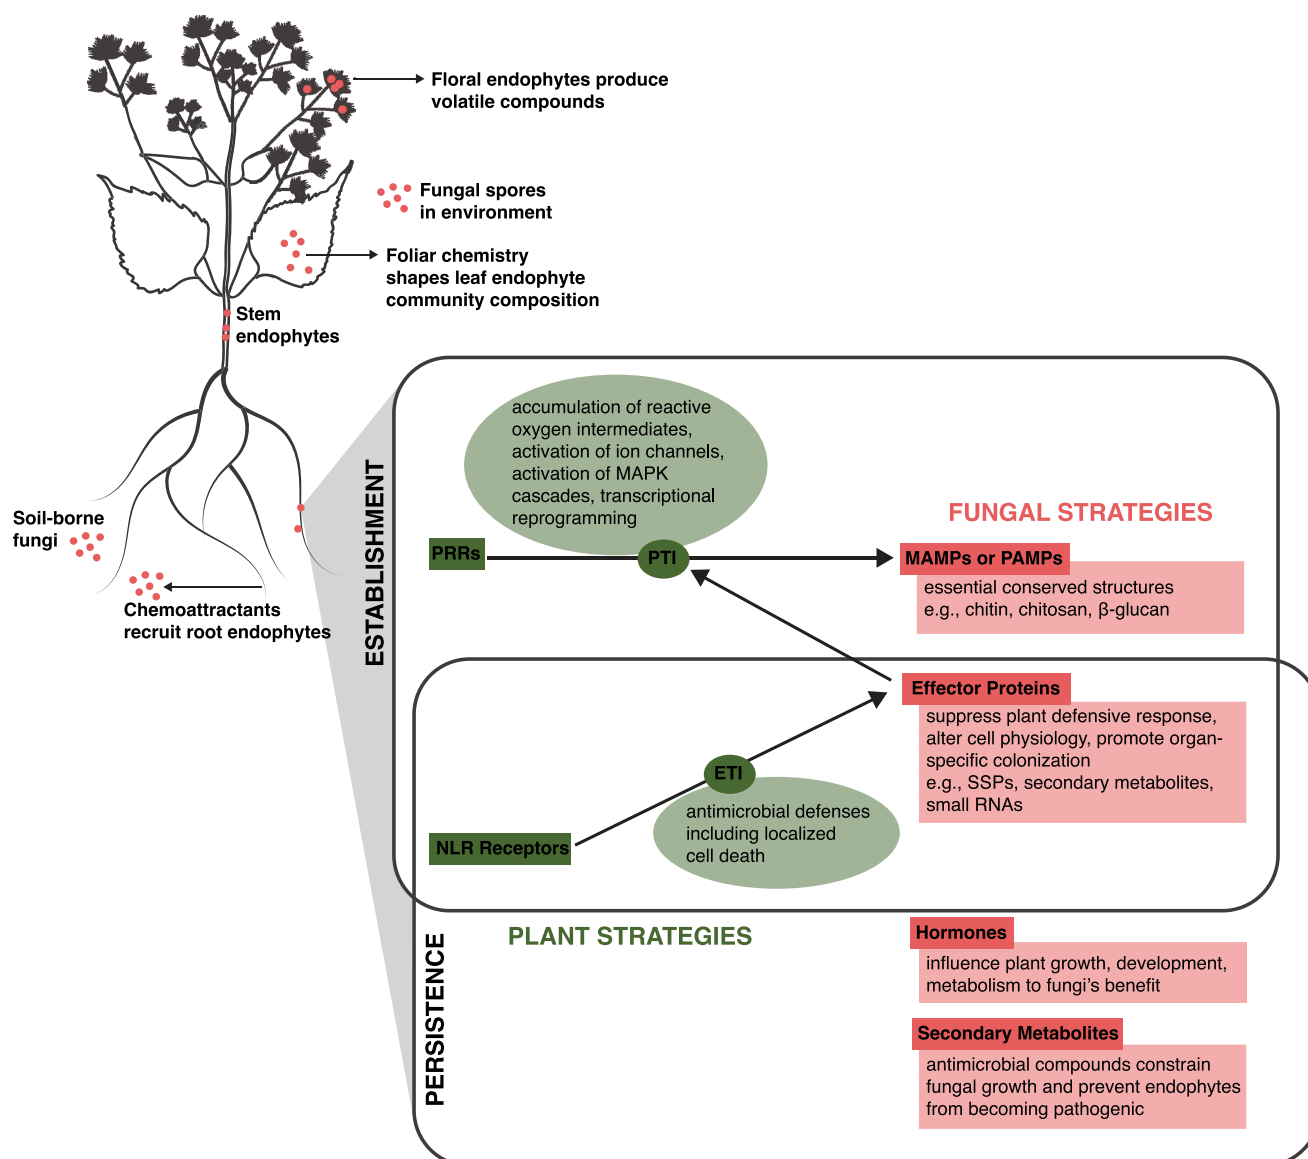 Floral endophytes produce
volatile compounds
Fungal spores
in environment
Foliar chemistry
shapes leaf endophyte
community composition
Stem
endophytes
Soil-borne
fungi
Chemoattractants
recruit root endophytes
ESTABLISHMENT
accumulation of reactive
oxygen intermediates,
activation of ion channels,
activation of MAPK
cascades, transcriptional
reprogramming
PRRs
PTI
FUNGAL STRATEGIES
MAMPs or PAMPs
essential conserved structures
e.g., chitin, chitosan, β-glucan
Effector Proteins
suppress plant defensive response,
alter cell physiology, promote organ-
specific colonization
e.g., SSPs, secondary metabolites,
small RNAs
ETI
antimicrobial defenses
including localized
cell death
NLR Receptors
PLANT STRATEGIES
PERSISTENCE
Hormones
influence plant growth, development,
metabolism to fungi's benefit
Secondary Metabolites
antimicrobial compounds constrain
fungal growth and prevent endophytes
from becoming pathogenic